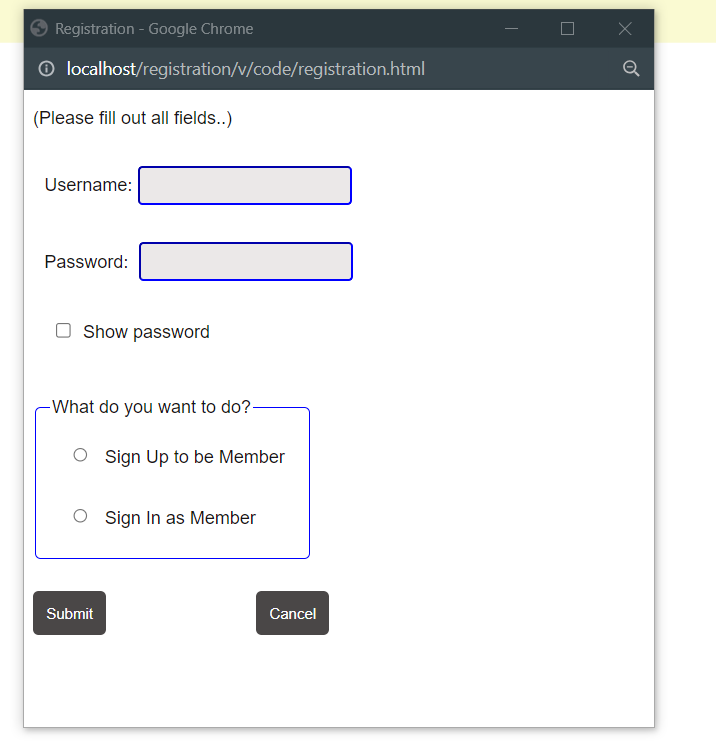 Registration - Google Chrome
localhost/registration/v/code/registration.html
(Please fill out all fields..)
Username:
Password:
Show password
What do you want to do?
Sign Up to be Member
Sign In as Member
Submit Cancel